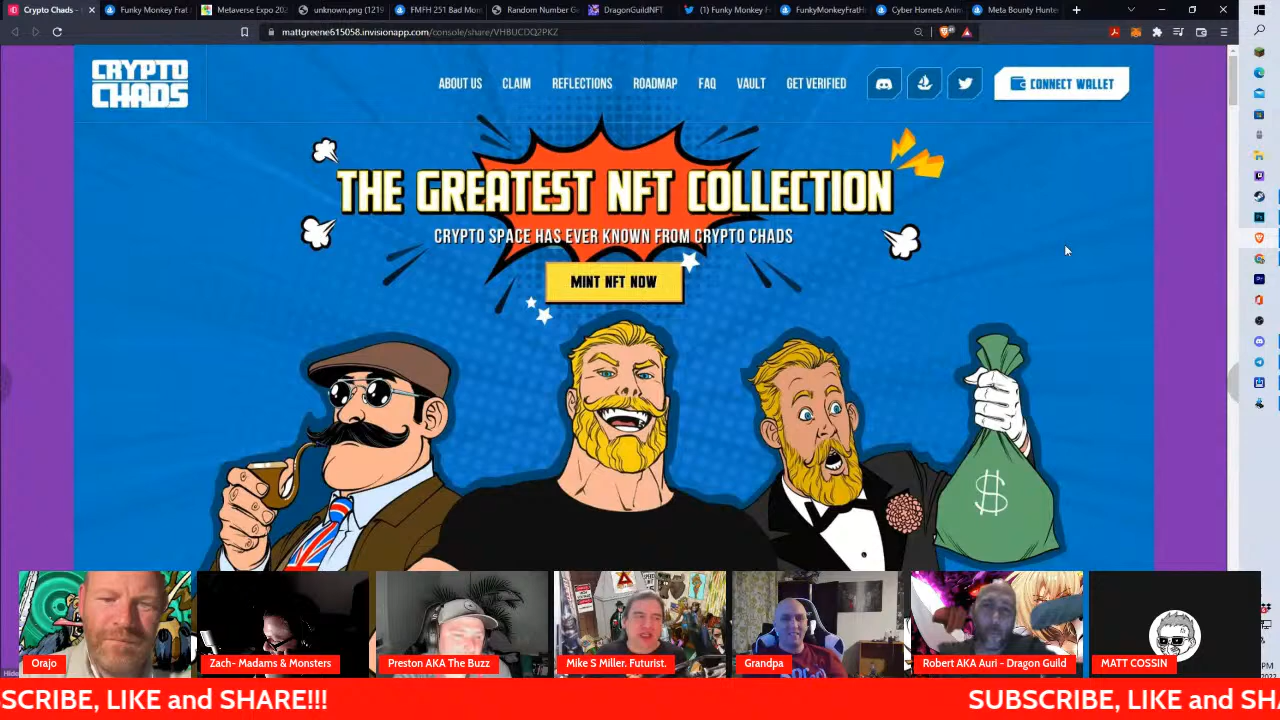 Crypto Chads -
Funky Monkey Frat
Metaverse Expo 202
unknown.png (1219
FMFH 251 Bad Mom
Random Number Ge
DragonGuildNFT
(1) Funky Monkey F
FunkyMonkeyFratH
Cyber Hornets Anim
Meta Bounty Hunter
mattgreene615058.invisionapp.com/console/share/VHBUCDQ2PKZ
CRYPTO
CHADS
ABOUT US
CLAIM
REFLECTIONS
ROADMAP
FAQ
VAULT
GET VERIFIED
CONNECT WALLET
THE GREATEST NFT COLLECTION
CRYPTO SPACE HAS EVER KNOWN FROM CRYPTO CHADS
MINT NFT NOW
$
Orajo
Zach- Madams & Monsters
Preston AKA The Buzz
Mike S Miller. Futurist.
Grandpa
Robert AKA Auri - Dragon Guild
MATT COSSIN
SCRIBE, LIKE and SHARE!!!
SUBSCRIBE, LIKE and SHA